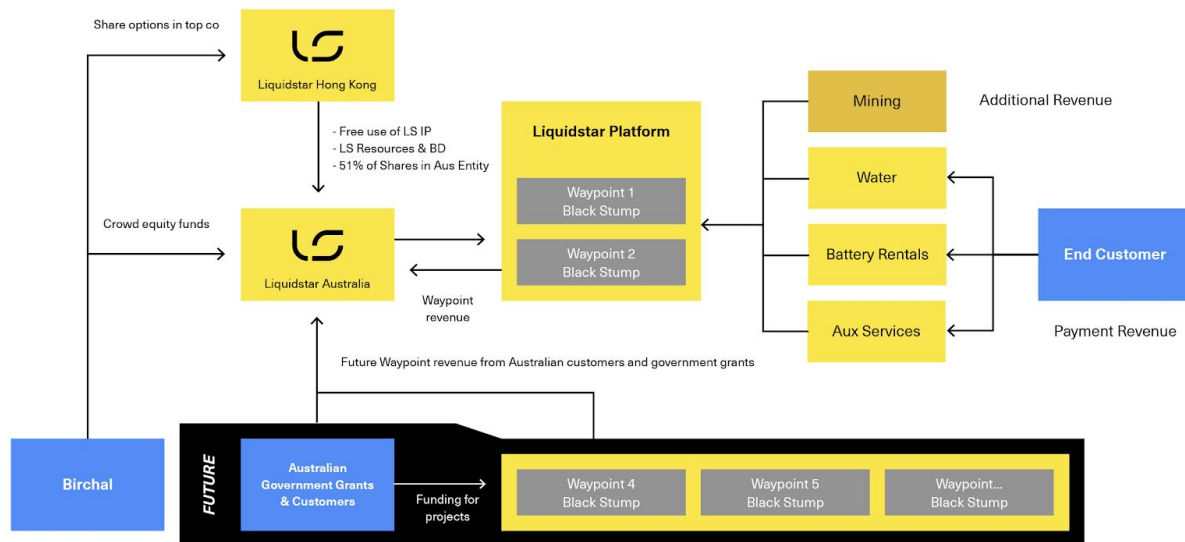 Share options in top co
Liquidstar Hong Kong
- Free use of LS IP
- LS Resources & BD
- 51% of Shares in Aus Entity
Crowd equity funds
Liquidstar Australia
Waypoint
revenue
Liquidstar Platform
Waypoint 1
Black Stump
Waypoint 2
Black Stump
Mining
Additional Revenue
Water
Battery Rentals
Aux Services
End Customer
Payment Revenue
Future Waypoint revenue from Australian customers and government grants
Birchal
FUTURE
Australian
Government Grants
& Customers
Funding for
projects
Waypoint 4
Black Stump
Waypoint 5
Black Stump
Waypoint...
Black Stump